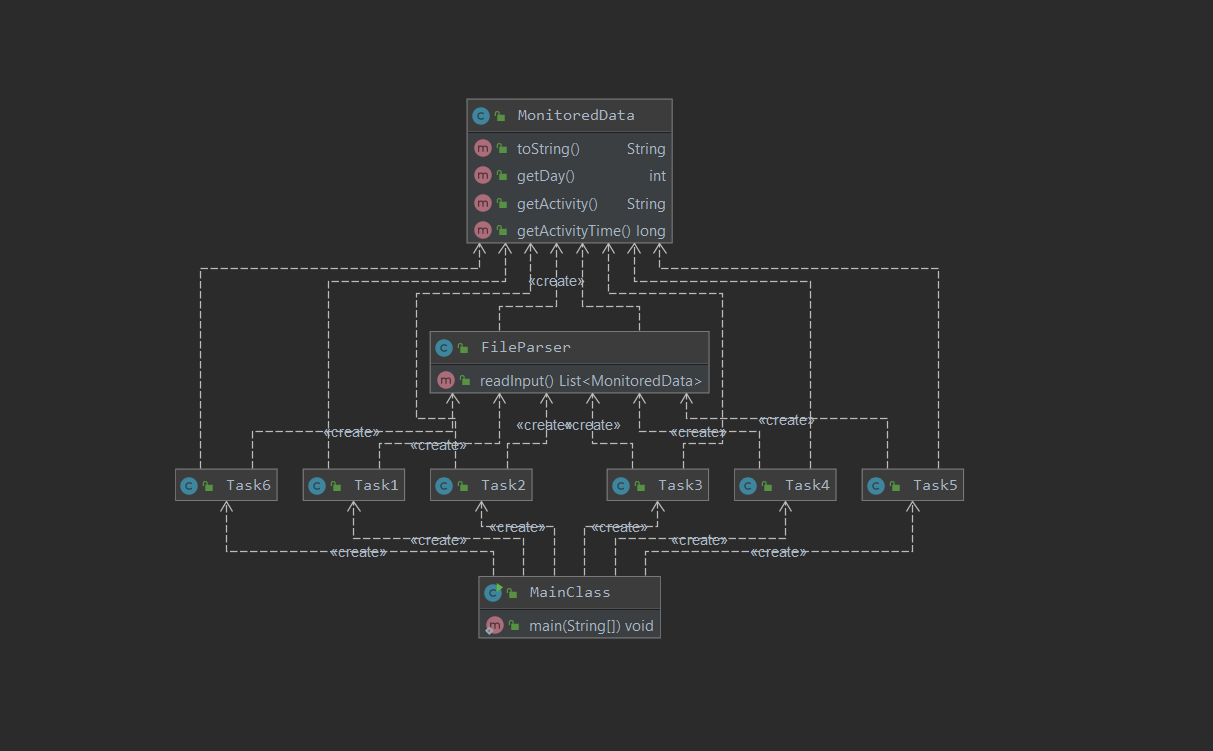 MonitoredData
toString() String
getDay() int
getActivity() String
getActivityTime() long
«create»
FileParser
readInput() List<MonitoredData>
«create»
«create» «create»
«create» «create»
«create»
Task6 Task1 Task2 Task3 Task4 Task5
«create» «create»
«create» «create»
«create» «create»
MainClass
main(String[]) void